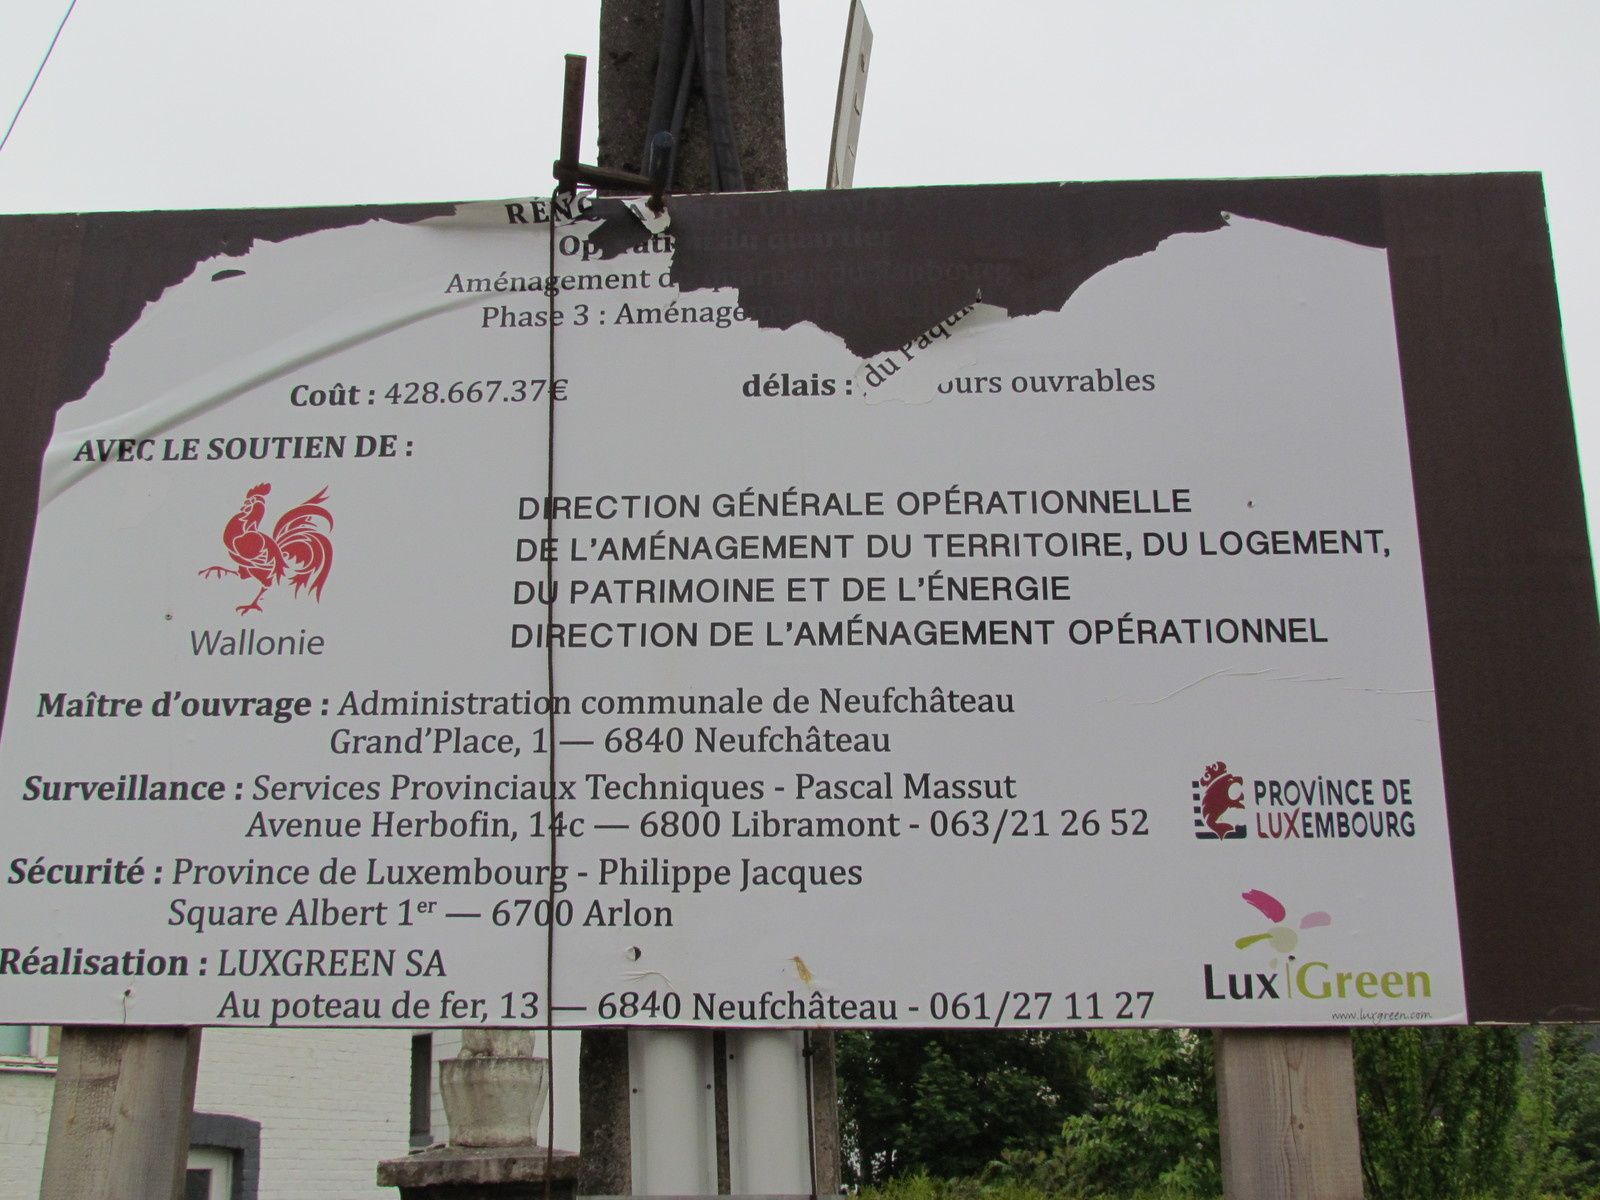 Aménagement
Phase 3 : Aménage
du Paquis
Coût : 428.667.37€ délais : ours ouvrables
AVEC LE SOUTIEN DE :
Wallonie
DIRECTION GÉNÉRALE OPÉRATIONNELLE
DE L'AMÉNAGEMENT DU TERRITOIRE, DU LOGEMENT,
DU PATRIMOINE ET DE L'ÉNERGIE
DIRECTION DE L'AMÉNAGEMENT OPÉRATIONNEL
Maître d'ouvrage : Administration communale de Neufchâteau
Grand'Place, 1 — 6840 Neufchâteau
Surveillance : Services Provinciaux Techniques - Pascal Massut
Avenue Herbofin, 14c — 6800 Libramont - 063/21 26 52
PROVINCE DE
LUXEMBOURG
Sécurité : Province de Luxembourg - Philippe Jacques
Square Albert 1er — 6700 Arlon
Réalisation : LUXGREEN SA
Au poteau de fer, 13 — 6840 Neufchâteau - 061/27 11 27
Lux Green
www.luxgreen.com